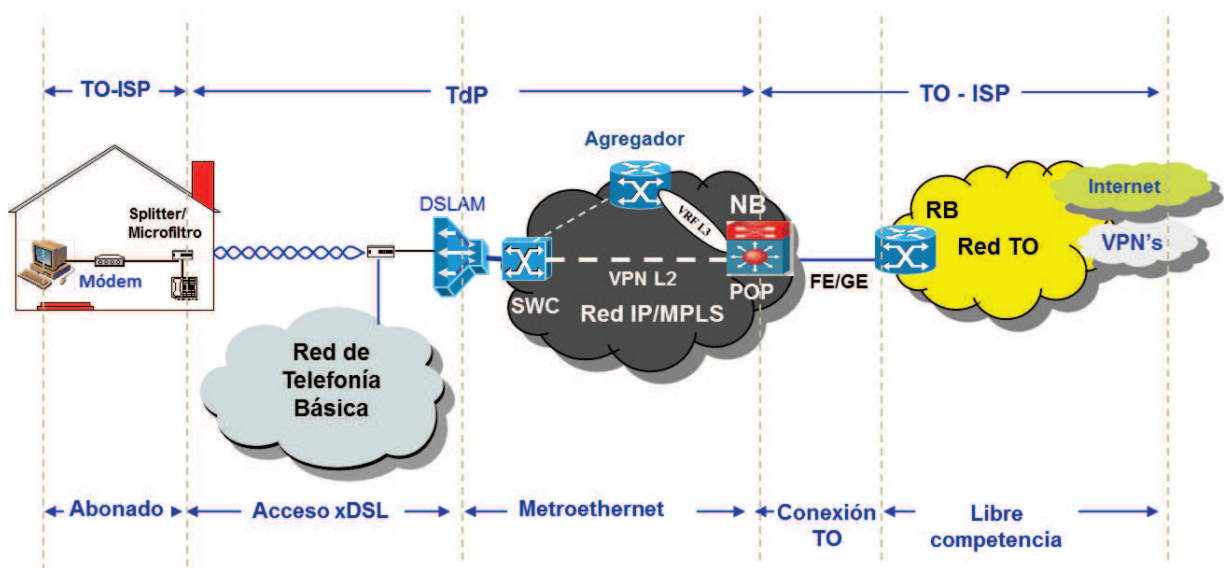 TO-ISP
TdP
TO - ISP
Agregador
Splitter/
Microfiltro
Módem
DSLAM
SWC
VRF L3
NB
VPN L2
POP
Red IP/MPLS
FE/GE
RB
Red TO
Internet
VPN's
Red de
Telefonía
Básica
Abonado
Acceso xDSL
Metroethernet
Conexión
TO
Libre
competencia